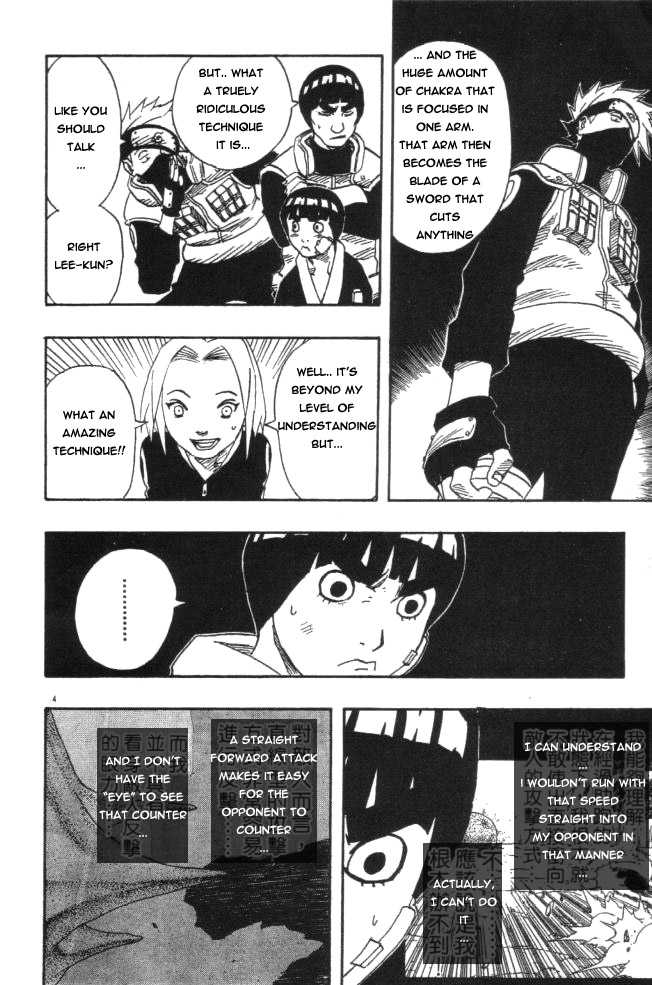 ... AND THE
HUGE AMOUNT
OF CHAKRA THAT
IS FOCUSED IN
ONE ARM.
THAT ARM THEN
BECOMES THE
BLADE OF A
SWORD THAT
CUTS
ANYTHING
BUT.. WHAT
A TRUELY
RIDICULOUS
TECHNIQUE
IT IS...
LIKE YOU
SHOULD
TALK
...
RIGHT
LEE-KUN?
WELL.. IT'S
BEYOND MY
LEVEL OF
UNDERSTANDING
BUT...
WHAT AN
AMAZING
TECHNIQUE!!
............
4
I CAN UNDERSTAND
...
I WOULDN'T RUN WITH
THAT SPEED
STRAIGHT INTO
MY OPPONENT IN
THAT MANNER
...
ACTUALLY,
I CAN'T DO
IT
...
A STRAIGHT
FORWARD ATTACK
MAKES IT EASY
FOR THE
OPPONENT TO
COUNTER
...
AND I DON'T
HAVE THE
"EYE" TO SEE
THAT COUNTER
...